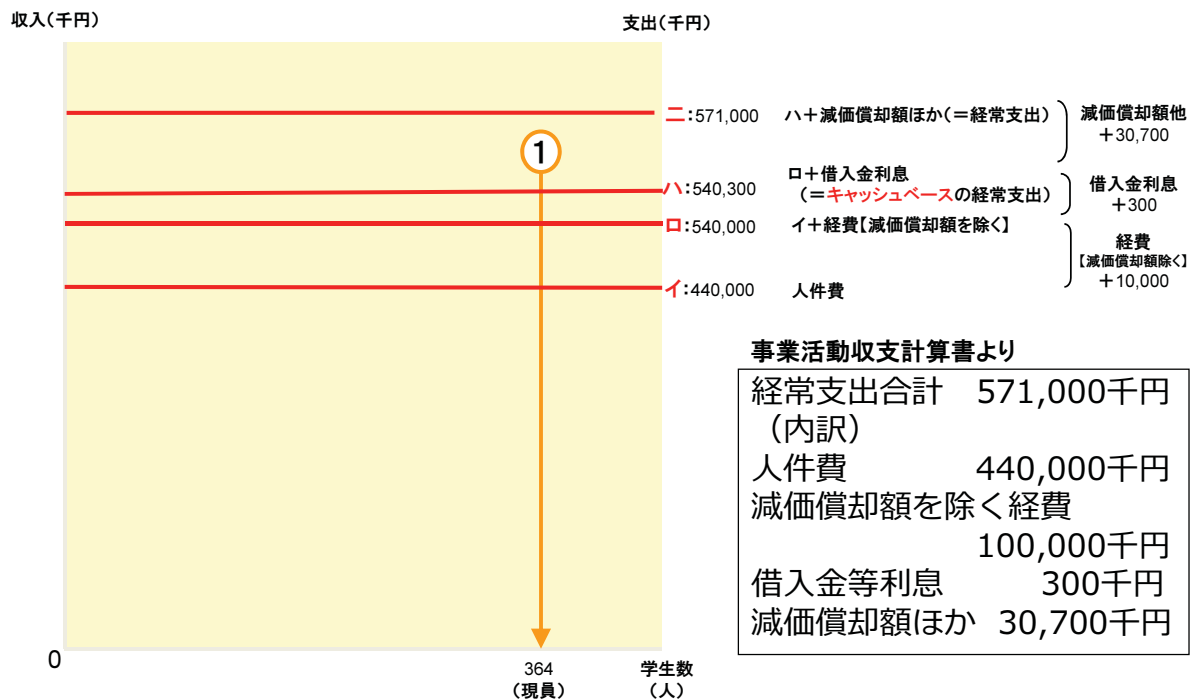 収入(千円)
支出(千円)
ニ:571,000 ハ+減価償却額ほか(=経常支出)
減価償却額他
+30,700
①
ハ:540,300 ロ+借入金利息
(=キャッシュベースの経常支出)
借入金利息
+300
ロ:540,000 イ+経費【減価償却額を除く】
経費
【減価償却額除く】
+10,000
イ:440,000 人件費
事業活動収支計算書より
経常支出合計 571,000千円
(内訳)
人件費 440,000千円
減価償却額を除く経費
100,000千円
借入金等利息 300千円
減価償却額ほか 30,700千円
0
364
(現員)
学生数
(人)